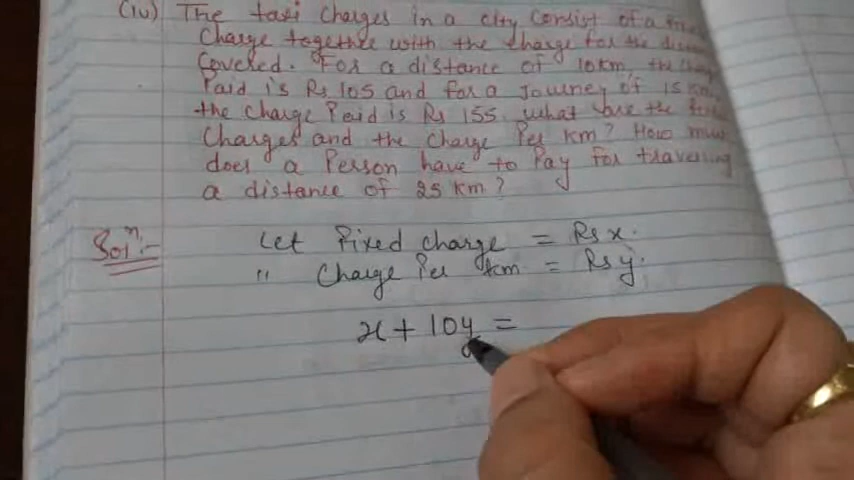 (iv) The taxi charges in a city consist of a
charge together with the charge for the
covered. For a distance of 10km, the
Paid is Rs 105 and for a Journey of 15 km
the charge Paid is Rs 155. what are the
charges and the charge Per km? How
does a Person have to Pay for travelling
a distance of 25 km?
Solⁿ:- Let Fixed charge = Rs x.
" Charge Per km = Rs y.
x + 10y =